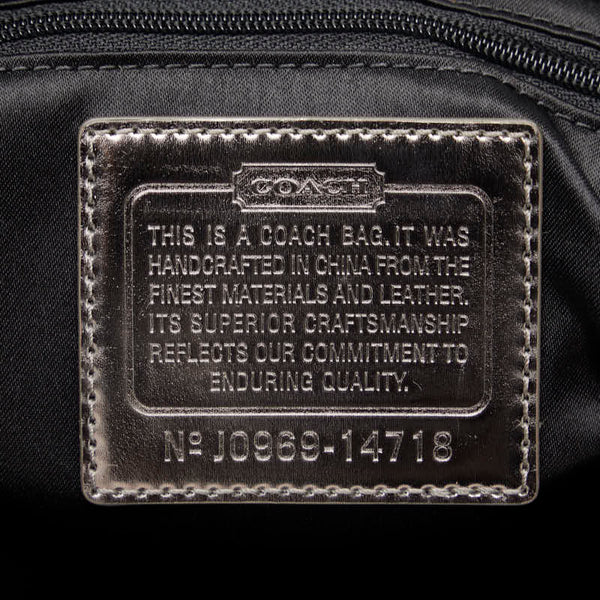 COACH
THIS IS A COACH BAG.IT WAS
HANDCRAFTED IN CHINA FROM THE
FINEST MATERIALS AND LEATHER.
ITS SUPERIOR CRAFTSMANSHIP
REFLECTS OUR COMMITMENT TO
ENDURING QUALITY.
Nº J0969-14718